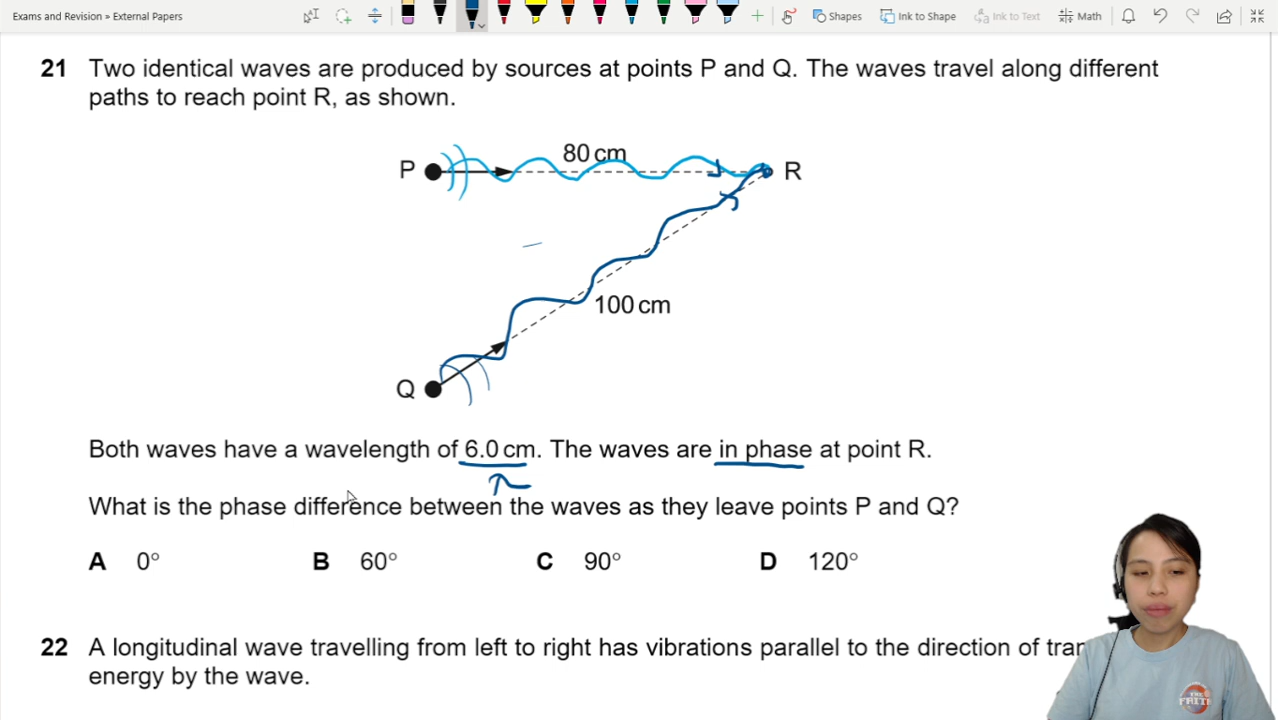 Exams and Revision » External Papers
Shapes
Ink to Shape
Ink to Text
Math
21 Two identical waves are produced by sources at points P and Q. The waves travel along different
paths to reach point R, as shown.
P
80 cm
R
100 cm
Q
Both waves have a wavelength of 6.0 cm. The waves are in phase at point R.
What is the phase difference between the waves as they leave points P and Q?
A 0° B 60° C 90° D 120°
22 A longitudinal wave travelling from left to right has vibrations parallel to the direction of
energy by the wave.